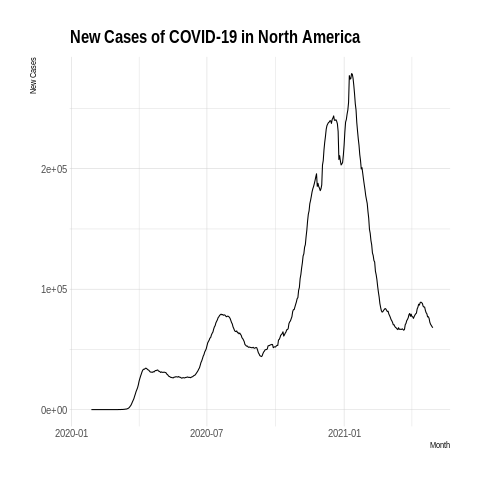 New Cases of COVID-19 in North America
New Cases
2e+05
1e+05
0e+00
2020-01 2020-07 2021-01
Month